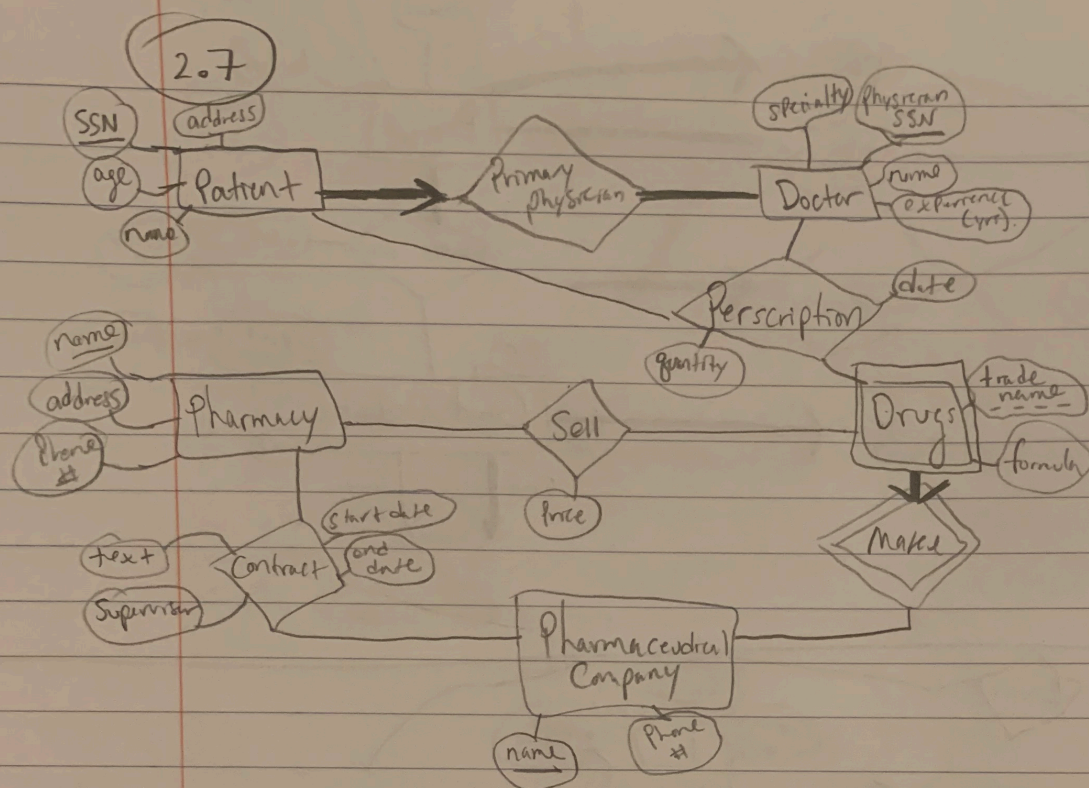 2.7
SSN
address
age
Patient
name
Primary
physician
specialty
physician
SSN
Doctor
name
experience
(yrs).
Perscription
date
quantity
name
address
Phone
#
Pharmacy
Sell
Price
Drugs
trade
name
formula
Makes
text
Supervisor
Contract
start date
end
date
Pharmaceudical
Company
name
Phone
#